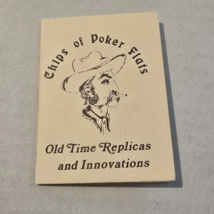 Chips of Poker Flats
Old Time Replicas
and Innovations